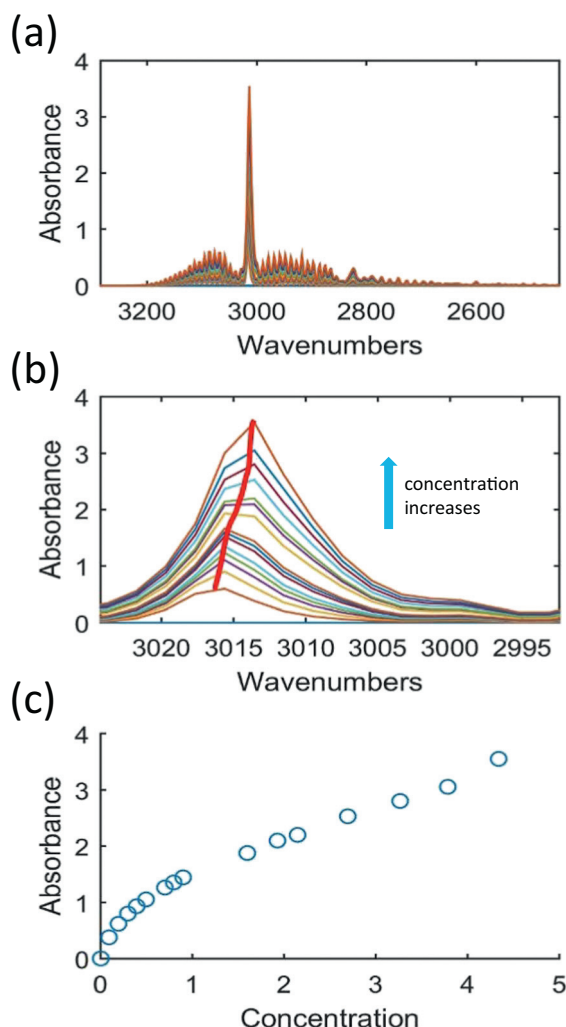 (a)
4
3
2
1
0
Absorbance
3200 3000 2800 2600
Wavenumbers
(b)
4
3
2
1
0
Absorbance
concentration
increases
3020 3015 3010 3005 3000 2995
Wavenumbers
(c)
4
3
2
1
0
Absorbance
0 1 2 3 4 5
Concentration